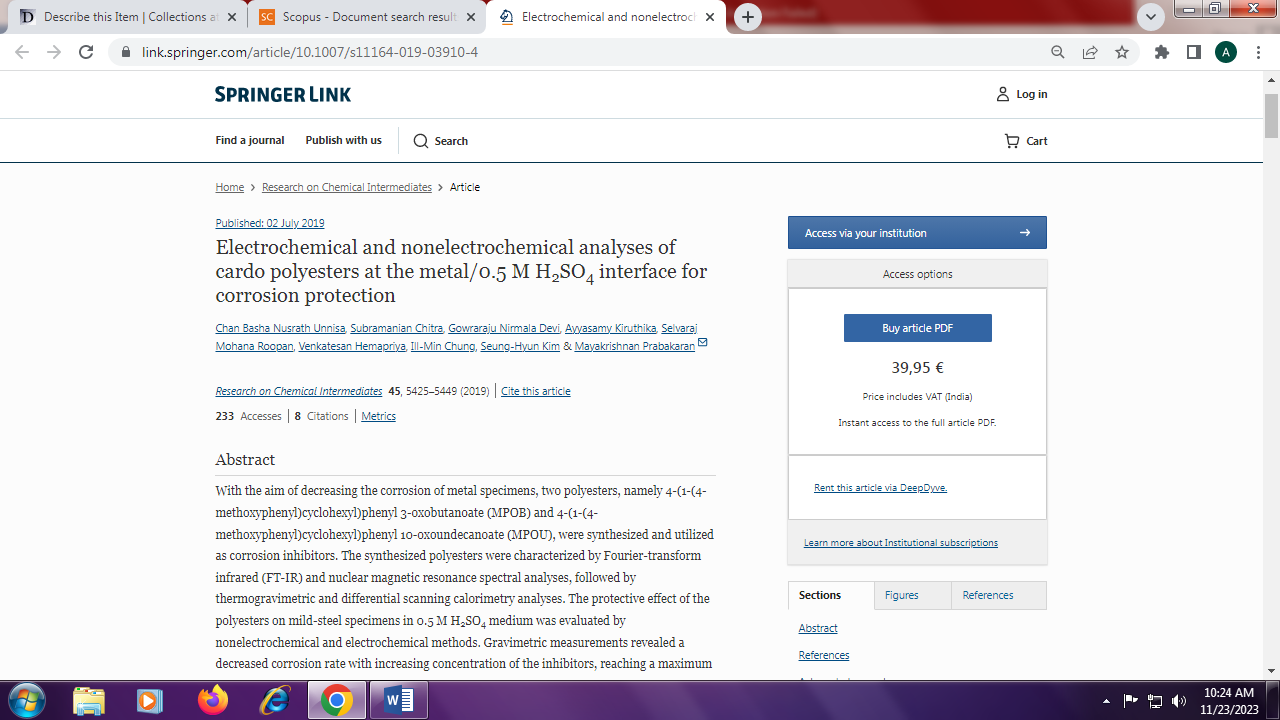 Describe this Item | Collections at
Scopus - Document search result
Electrochemical and nonelectroch
link.springer.com/article/10.1007/s11164-019-03910-4
A
SPRINGER LINK
Log in
Find a journal
Publish with us
Search
Cart
Home > Research on Chemical Intermediates > Article
Published: 02 July 2019
Electrochemical and nonelectrochemical analyses of
cardo polyesters at the metal/0.5 M H₂SO₄ interface for
corrosion protection
Chan Basha Nusrath Unnisa, Subramanian Chitra, Gowraraju Nirmala Devi, Ayyasamy Kiruthika, Selvaraj
Mohana Roopan, Venkatesan Hemapriya, Ill-Min Chung, Seung-Hyun Kim & Mayakrishnan Prabakaran
Research on Chemical Intermediates 45, 5425–5449 (2019) | Cite this article
233 Accesses | 8 Citations | Metrics
Abstract
With the aim of decreasing the corrosion of metal specimens, two polyesters, namely 4-(1-(4-
methoxyphenyl)cyclohexyl)phenyl 3-oxobutanoate (MPOB) and 4-(1-(4-
methoxyphenyl)cyclohexyl)phenyl 10-oxoundecanoate (MPOU), were synthesized and utilized
as corrosion inhibitors. The synthesized polyesters were characterized by Fourier-transform
infrared (FT-IR) and nuclear magnetic resonance spectral analyses, followed by
thermogravimetric and differential scanning calorimetry analyses. The protective effect of the
polyesters on mild-steel specimens in 0.5 M H₂SO₄ medium was evaluated by
nonelectrochemical and electrochemical methods. Gravimetric measurements revealed a
decreased corrosion rate with increasing concentration of the inhibitors, reaching a maximum
Access via your institution →
Access options
Buy article PDF
39,95 €
Price includes VAT (India)
Instant access to the full article PDF.
Rent this article via DeepDyve.
Learn more about Institutional subscriptions
Sections
Figures
References
Abstract
References
10:24 AM
11/23/2023